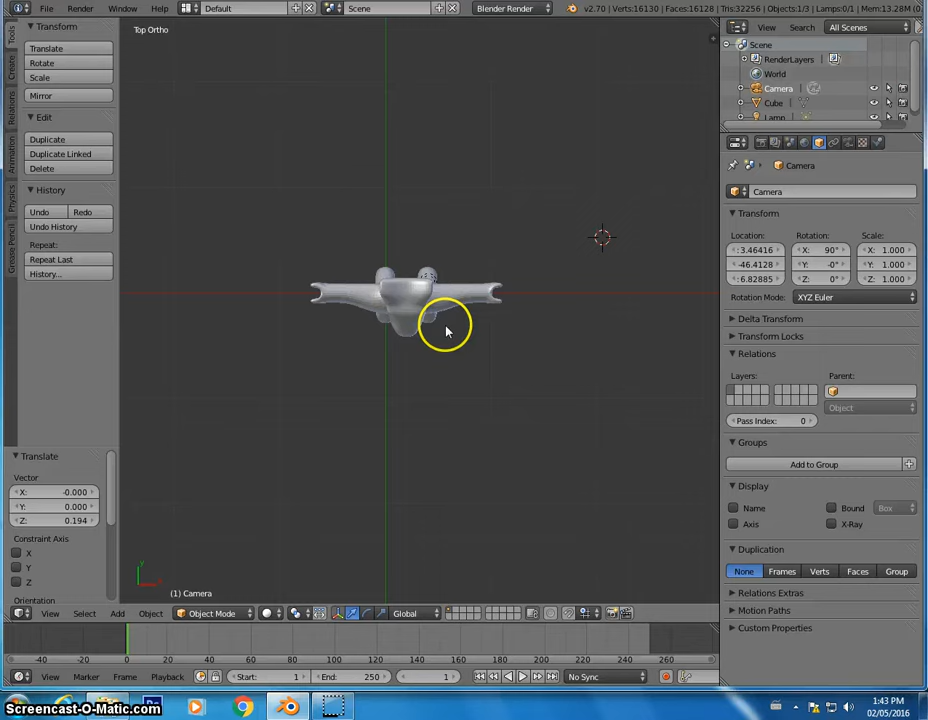 File Render Window Help Default Scene Blender Render v2.70 | Verts:16130 | Faces:16128 | Tris:32256 | Objects:1/3 | Lamps:0/1 | Mem:13.28M
Tools
Create
Relations
Animation
Physics
Grease Pencil
Transform
Translate
Rotate
Scale
Mirror
Edit
Duplicate
Duplicate Linked
Delete
History
Undo Redo
Undo History
Repeat:
Repeat Last
History...
Translate
Vector
X: -0.000
Y: 0.000
Z: 0.194
Constraint Axis
X
Y
Z
Orientation
Top Ortho
(1) Camera
View Select Add Object Object Mode Global
View Search All Scenes
Scene
RenderLayers
World
Camera
Cube
Lamp
Camera
Camera
Transform
Location: Rotation: Scale:
:3.46416 X: 90° X: 1.000
-46.4128 Y: -0° Y: 1.000
:6.82885 Z: 0° Z: 1.000
Rotation Mode: XYZ Euler
Delta Transform
Transform Locks
Relations
Layers: Parent:
Object
Pass Index: 0
Groups
Add to Group
Display
Name Bound Box
Axis X-Ray
Duplication
None Frames Verts Faces Group
Relations Extras
Motion Paths
Custom Properties
-40 -20 0 20 40 60 80 100 120 140 160 180 200 220 240 260
View Marker Frame Playback Start: 1 End: 250 1 No Sync
Screencast-O-Matic.com
1:43 PM
02/05/2016